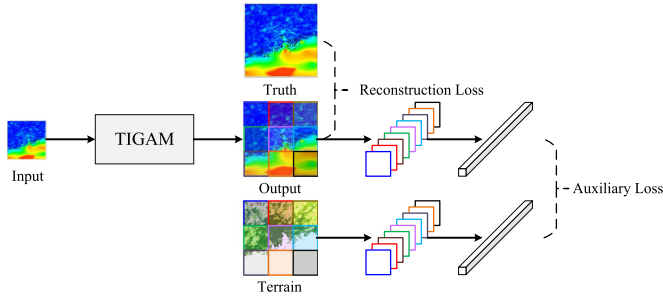 Truth
Reconstruction Loss
TIGAM
Input
Output
Auxiliary Loss
Terrain